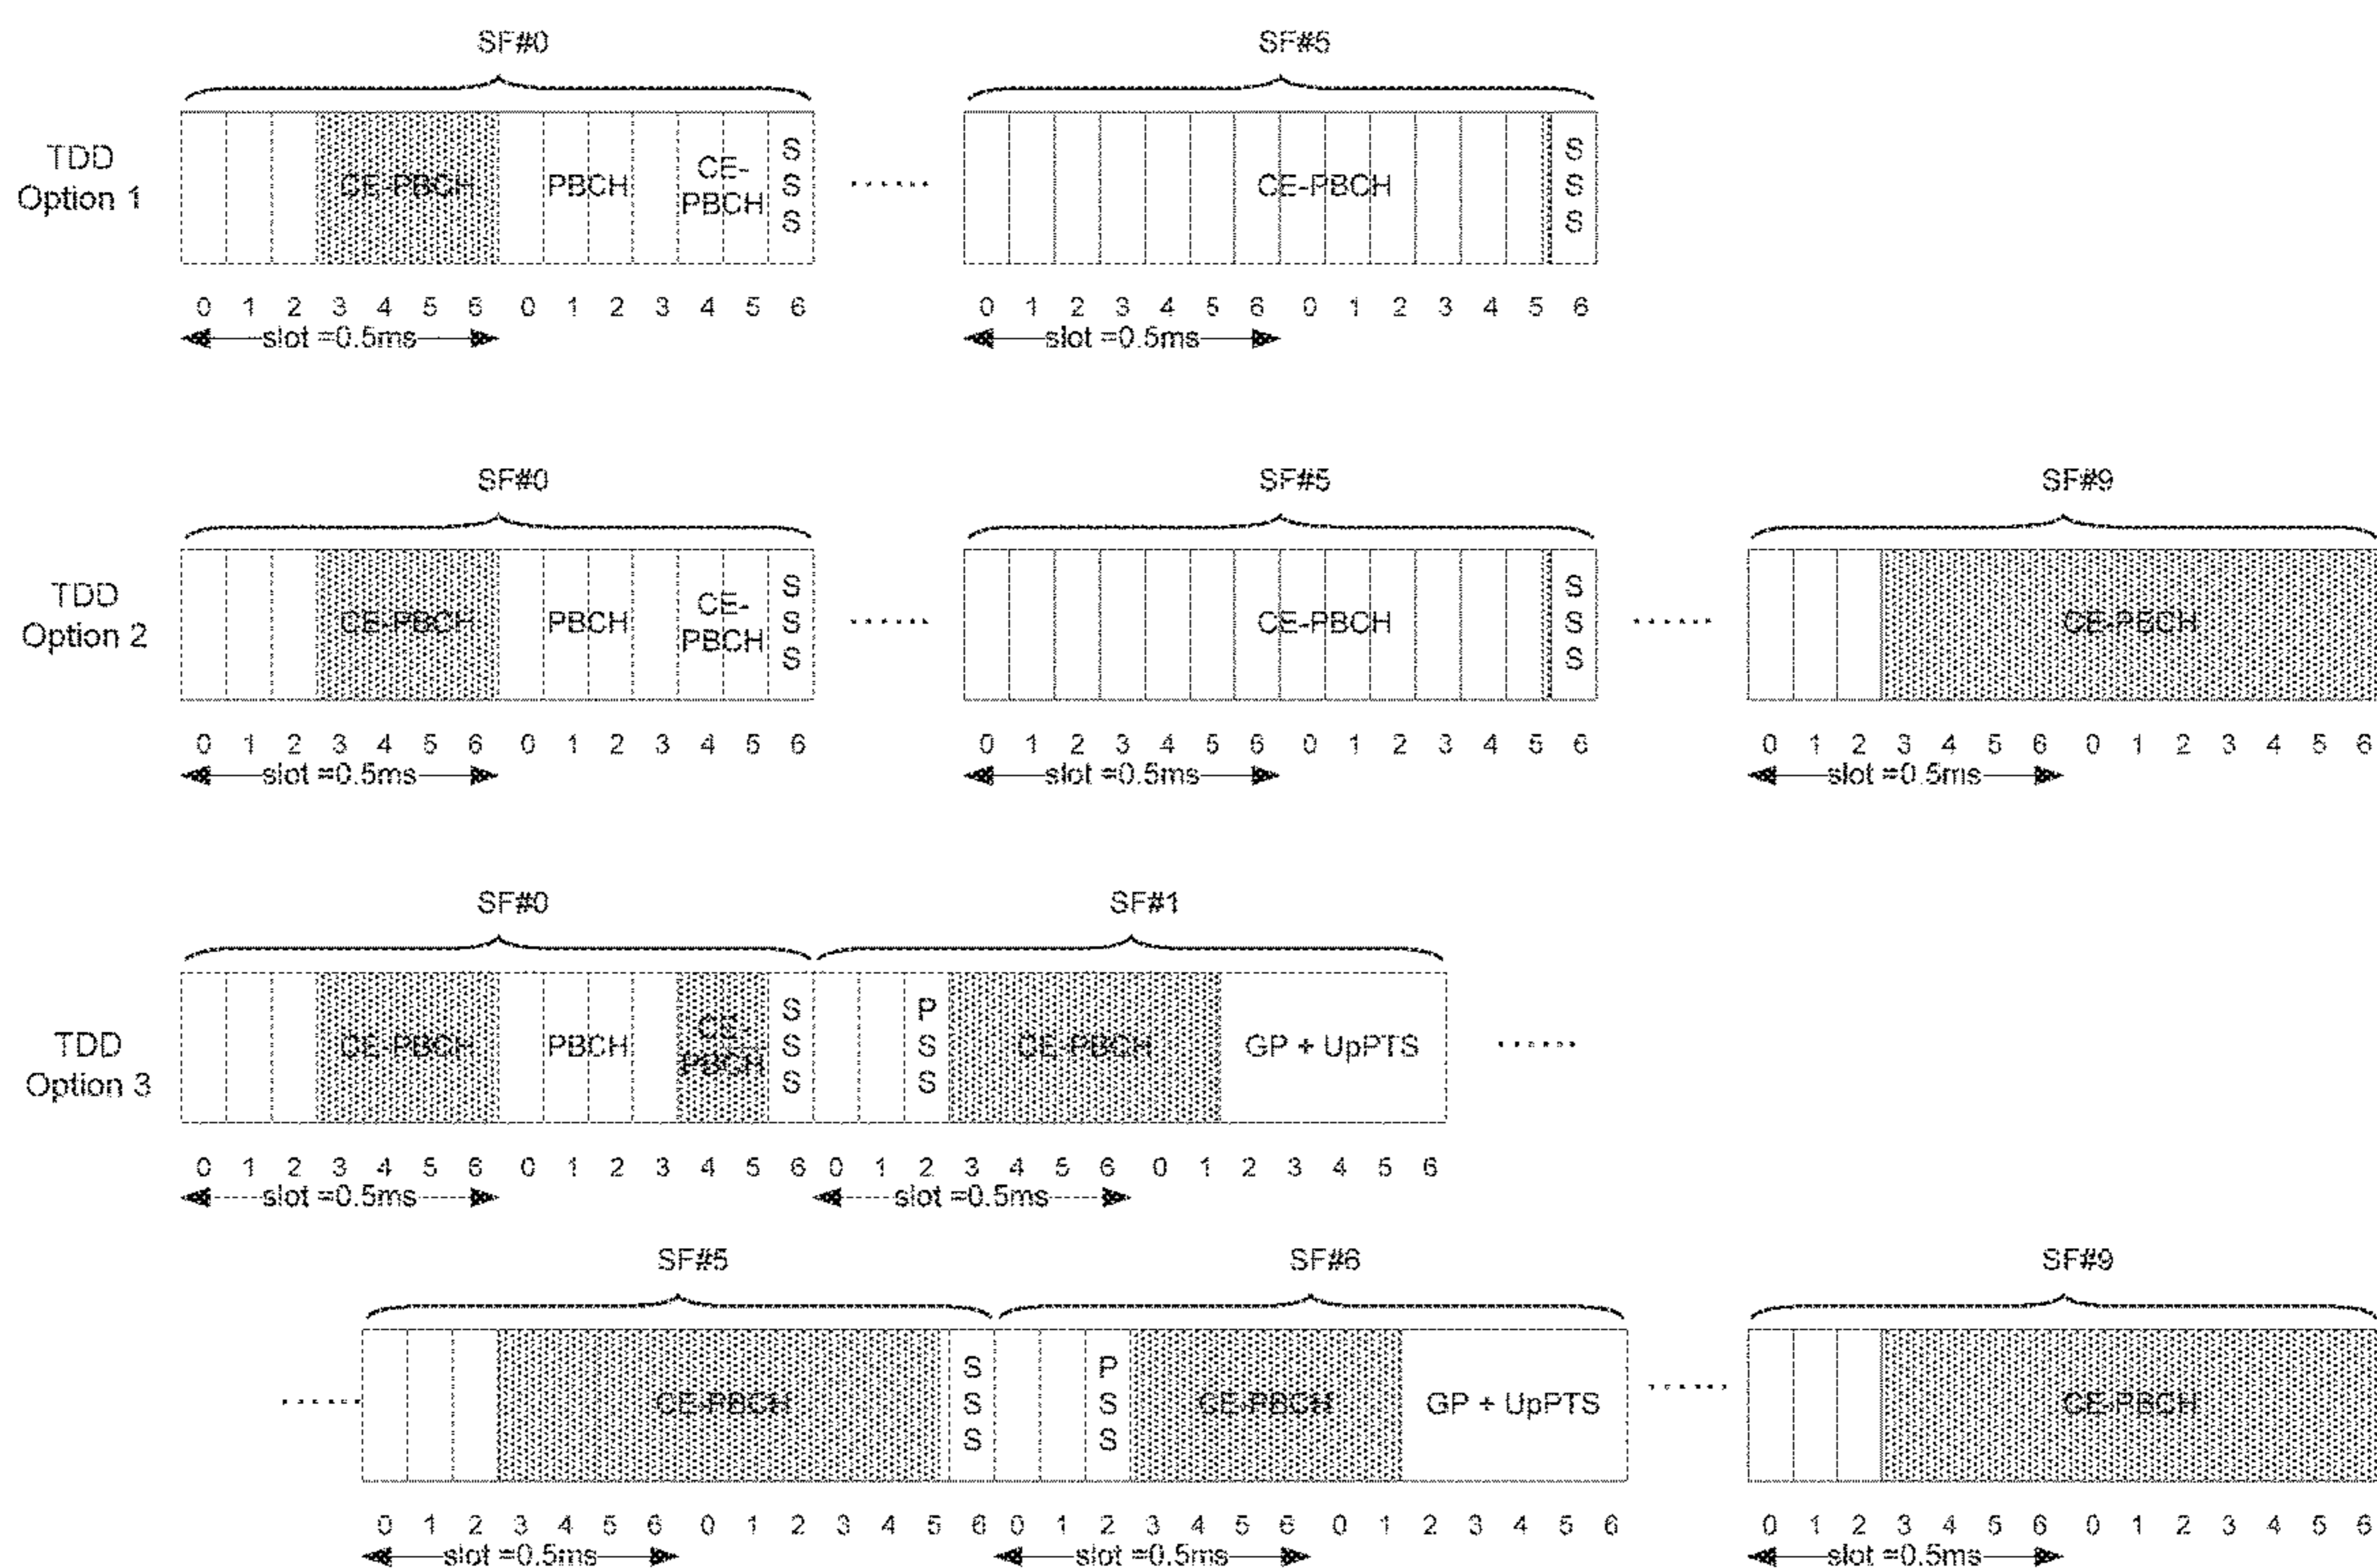 SF#0 SF#5
TDD
Option 1
CE-PBCH PBCH CE-
PBCH S
S
S ...... CE-PBCH S
S
S
0 1 2 3 4 5 6 0 1 2 3 4 5 6 0 1 2 3 4 5 6 0 1 2 3 4 5 6
slot =0.5ms slot =0.5ms
SF#0 SF#5 SF#9
TDD
Option 2
CE-PBCH PBCH CE-
PBCH S
S
S ...... CE-PBCH S
S
S ...... CE-PBCH
0 1 2 3 4 5 6 0 1 2 3 4 5 6 0 1 2 3 4 5 6 0 1 2 3 4 5 6 0 1 2 3 4 5 6 0 1 2 3 4 5 6
slot =0.5ms slot =0.5ms slot =0.5ms
SF#0 SF#1
TDD
Option 3
CE-PBCH PBCH CE-
PBCH S
S
S P
S
S CE-PBCH GP + UpPTS ......
0 1 2 3 4 5 6 0 1 2 3 4 5 6 0 1 2 3 4 5 6 0 1 2 3 4 5 6
slot =0.5ms slot =0.5ms
SF#5 SF#6 SF#9
...... CE-PBCH S
S
S P
S
S CE-PBCH GP + UpPTS ...... CE-PBCH
0 1 2 3 4 5 6 0 1 2 3 4 5 6 0 1 2 3 4 5 6 0 1 2 3 4 5 6 0 1 2 3 4 5 6 0 1 2 3 4 5 6
slot =0.5ms slot =0.5ms slot =0.5ms